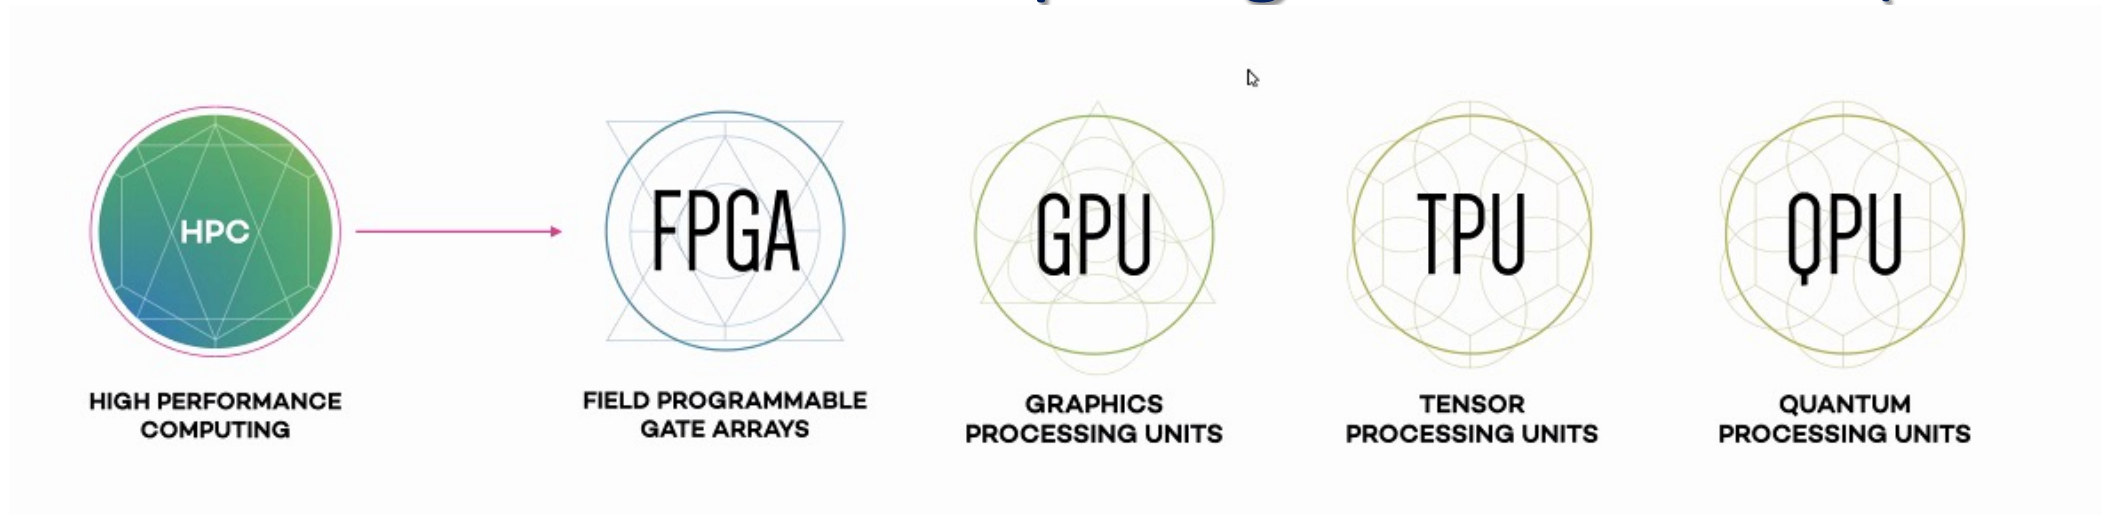 HPC
HIGH PERFORMANCE
COMPUTING
FPGA
FIELD PROGRAMMABLE
GATE ARRAYS
GPU
GRAPHICS
PROCESSING UNITS
TPU
TENSOR
PROCESSING UNITS
QPU
QUANTUM
PROCESSING UNITS